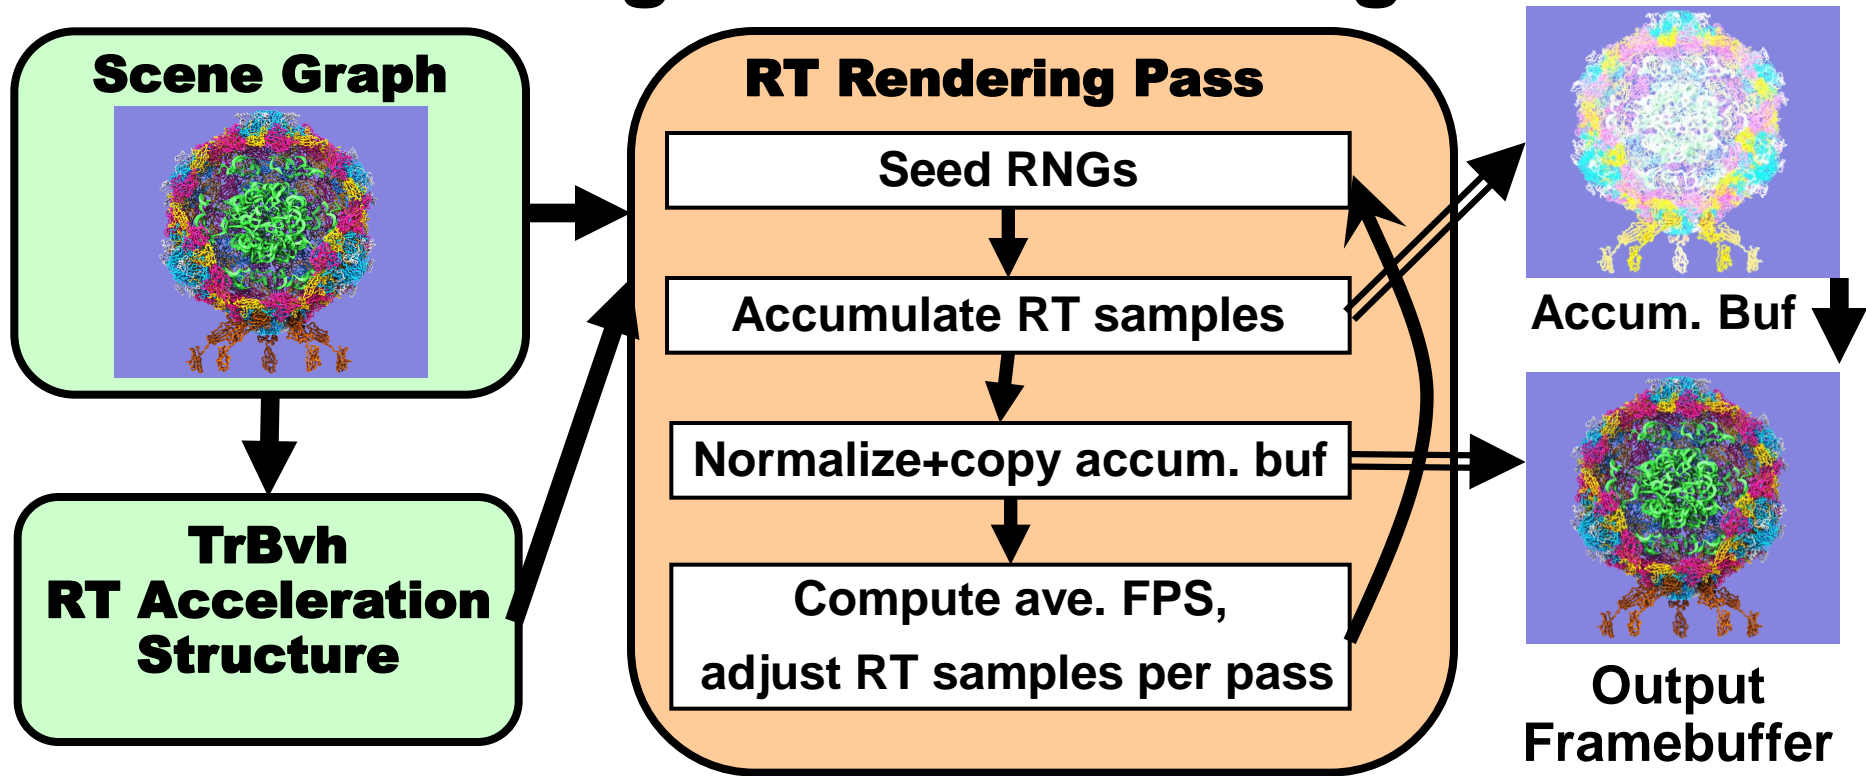 Scene Graph
TrBvh
RT Acceleration
Structure
RT Rendering Pass
Seed RNGs
Accumulate RT samples
Normalize+copy accum. buf
Compute ave. FPS,
adjust RT samples per pass
Accum. Buf
Output
Framebuffer